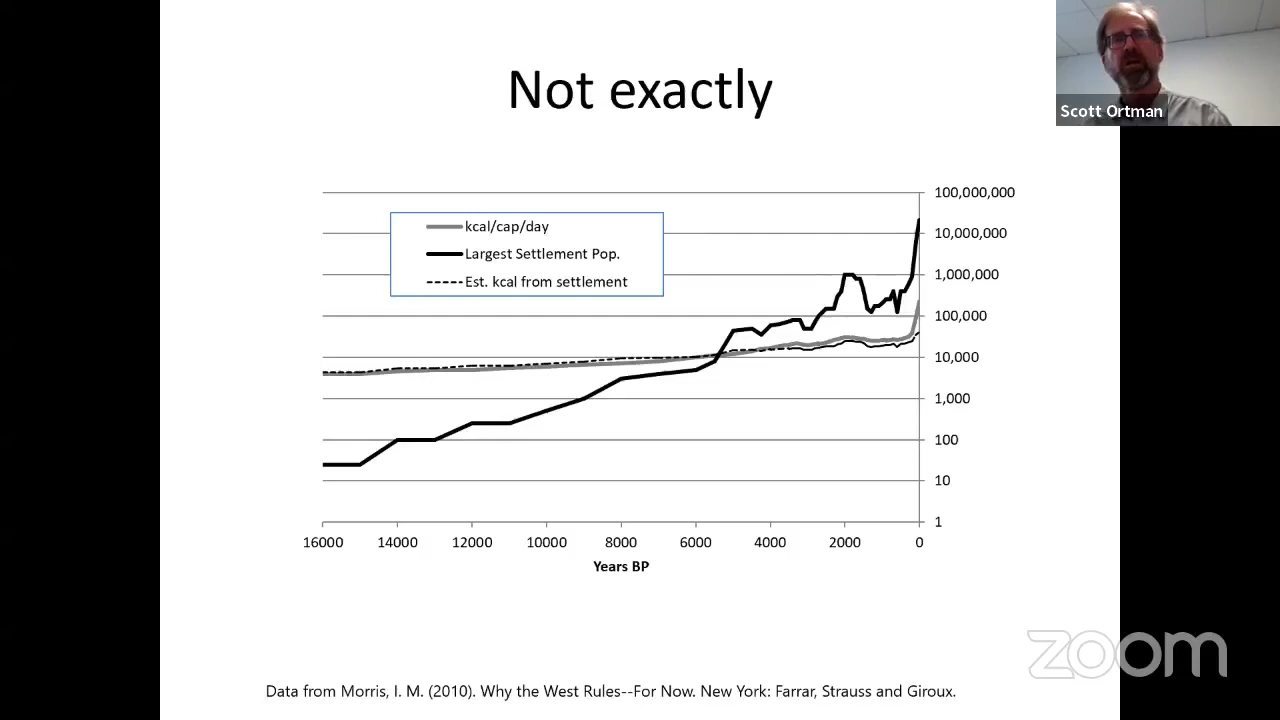 Not exactly
Scott Ortman
kcal/cap/day
Largest Settlement Pop.
Est. kcal from settlement
100,000,000
10,000,000
1,000,000
100,000
10,000
1,000
100
10
1
16000 14000 12000 10000 8000 6000 4000 2000 0
Years BP
zoom
Data from Morris, I. M. (2010). Why the West Rules--For Now. New York: Farrar, Strauss and Giroux.